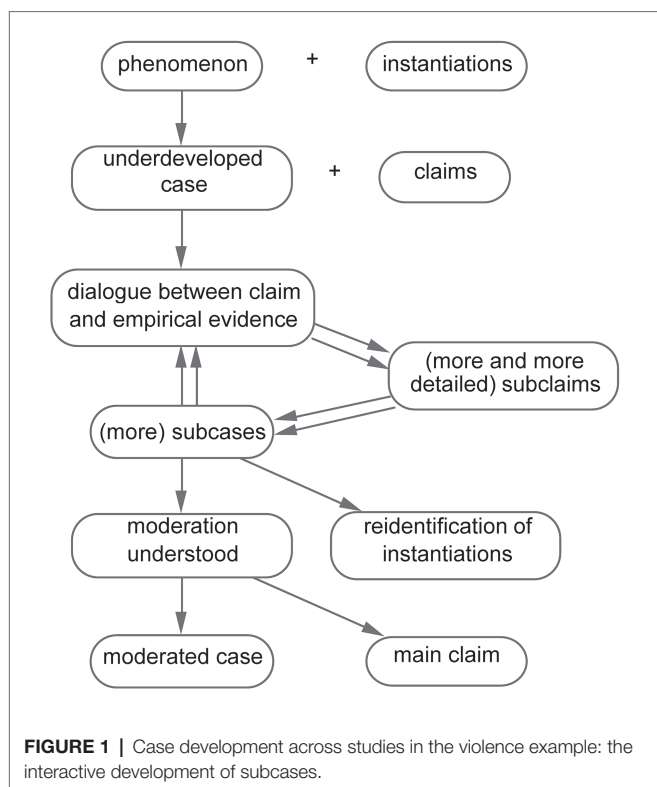 phenomenon + instantiations
underdeveloped
case
+ claims
dialogue between claim
and empirical evidence
(more and more
detailed) subclaims
(more) subcases
moderation
understood
reidentification of
instantiations
moderated case
main claim
FIGURE 1 | Case development across studies in the violence example: the
interactive development of subcases.